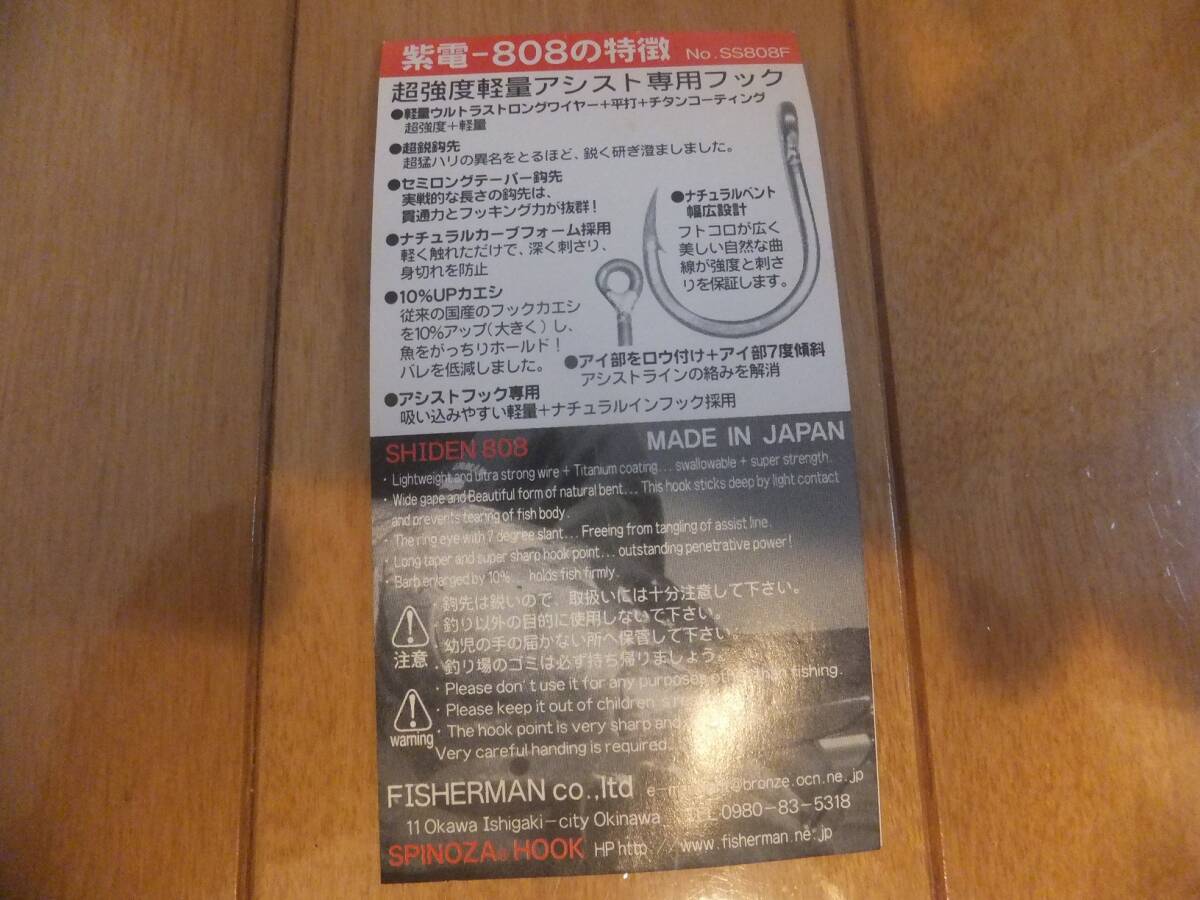 紫電-808の特徴 No.SS808F
超強度軽量アシスト専用フック
●軽量ウルトラストロングワイヤー+平打+チタンコーティング
超強度+軽量
●超鋭鈎先
超猛ハリの異名をとるほど、鋭く研ぎ澄ましました。
●セミロングテーパー鈎先
実戦的な長さの鈎先は、
貫通力とフッキング力が抜群!
●ナチュラルカーブフォーム採用
軽く触れただけで、深く刺さり、
身切れを防止
●10%UPカエシ
従来の国産のフックカエシ
を10%アップ(大きく)し、
魚をがっちりホールド!
バレを低減しました。
●ナチュラルベント
幅広設計
フトコロが広く
美しい自然な曲
線が強度と刺さ
りを保証します。
●アイ部をロウ付け+アイ部7度傾斜
アシストラインの絡みを解消
●アシストフック専用
吸い込みやすい軽量+ナチュラルインフック採用
SHIDEN 808 MADE IN JAPAN
・Lightweight and ultra strong wire + Titanium coating... swallowable + super strength.
・Wide gape and Beautiful form of natural bent... This hook sticks deep by light contact
and prevents tearing of fish body.
・The ring eye with 7 degree slant... Freeing from tangling of assist line.
・Long taper and super sharp hook point... outstanding penetrative power!
・Barb enlarged by 10% holds fish firmly.
・鈎先は鋭いので、取扱いには十分注意して下さい。
・釣り以外の目的に使用しないで下さい。
・幼児の手の届かない所へ保管して下さい。
・釣り場のゴミは必ず持ち帰りましょう。
注意
・Please don't use it for any purposes other than fishing.
・Please keep it out of children's
・The hook point is very sharp and
Very careful handing is required.
warning
FISHERMAN co.,ltd @bronze.ocn.ne.jp
11 Okawa Ishigaki-city Okinawa TEL 0980-83-5318
SPINOZA® HOOK HP http://www.fisherman.ne.jp